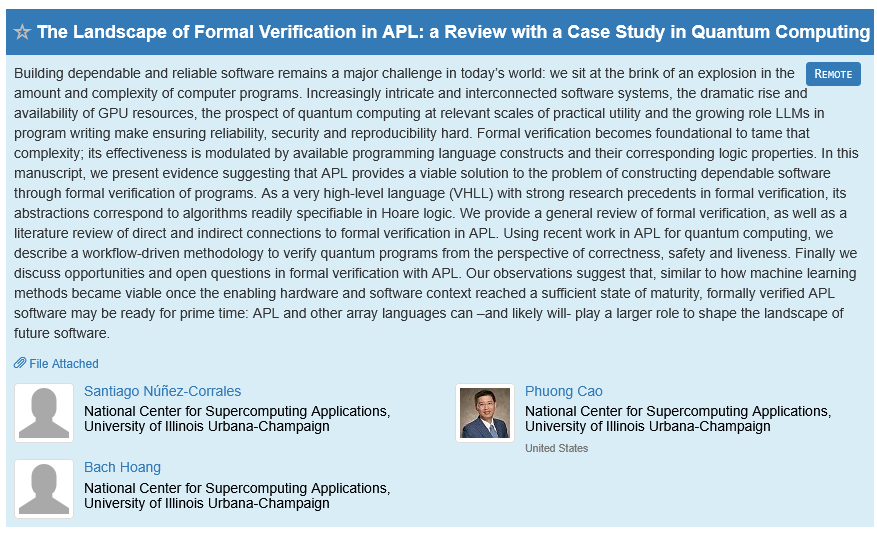 ☆ The Landscape of Formal Verification in APL: a Review with a Case Study in Quantum Computing
Building dependable and reliable software remains a major challenge in today's world: we sit at the brink of an explosion in the
REMOTE
amount and complexity of computer programs. Increasingly intricate and interconnected software systems, the dramatic rise and
availability of GPU resources, the prospect of quantum computing at relevant scales of practical utility and the growing role LLMs in
program writing make ensuring reliability, security and reproducibility hard. Formal verification becomes foundational to tame that
complexity; its effectiveness is modulated by available programming language constructs and their corresponding logic properties. In this
manuscript, we present evidence suggesting that APL provides a viable solution to the problem of constructing dependable software
through formal verification of programs. As a very high-level language (VHLL) with strong research precedents in formal verification, its
abstractions correspond to algorithms readily specifiable in Hoare logic. We provide a general review of formal verification, as well as a
literature review of direct and indirect connections to formal verification in APL. Using recent work in APL for quantum computing, we
describe a workflow-driven methodology to verify quantum programs from the perspective of correctness, safety and liveness. Finally we
discuss opportunities and open questions in formal verification with APL. Our observations suggest that, similar to how machine learning
methods became viable once the enabling hardware and software context reached a sufficient state of maturity, formally verified APL
software may be ready for prime time: APL and other array languages can –and likely will- play a larger role to shape the landscape of
future software.
File Attached
Santiago Núñez-Corrales
National Center for Supercomputing Applications,
University of Illinois Urbana-Champaign
Phuong Cao
National Center for Supercomputing Applications,
University of Illinois Urbana-Champaign
United States
Bach Hoang
National Center for Supercomputing Applications,
University of Illinois Urbana-Champaign